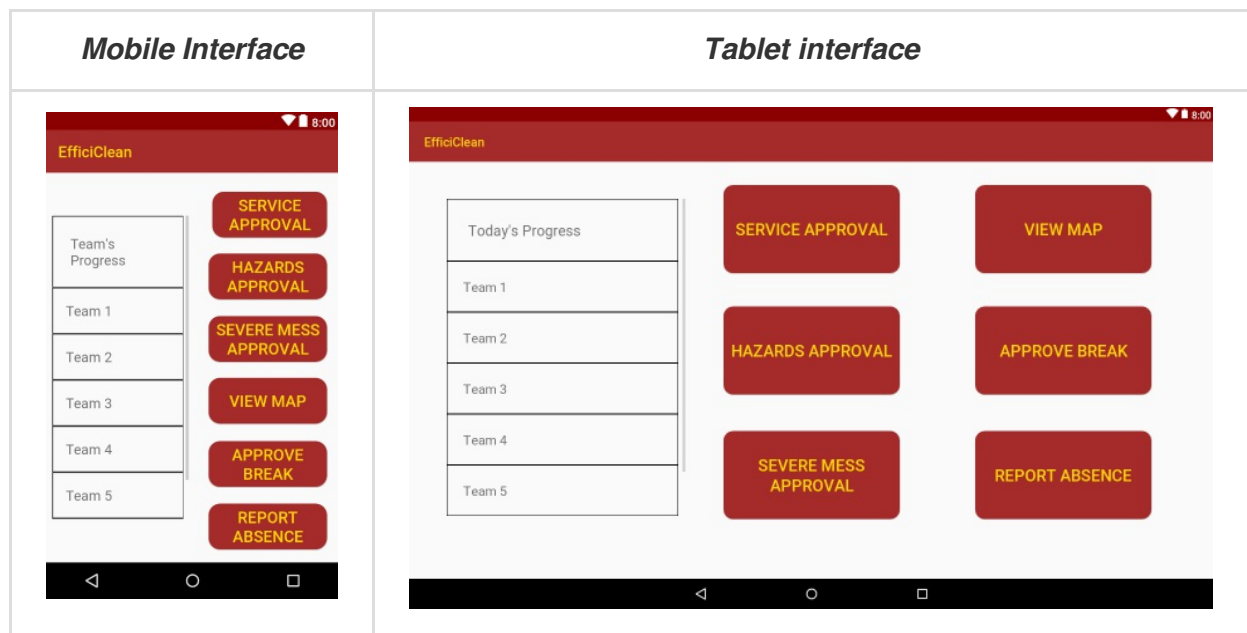 Mobile Interface
Tablet interface
8:00
EfficiClean
Team's
Progress
Team 1
Team 2
Team 3
Team 4
Team 5
SERVICE
APPROVAL
HAZARDS
APPROVAL
SEVERE MESS
APPROVAL
VIEW MAP
APPROVE
BREAK
REPORT
ABSENCE
8:00
EfficiClean
Today's Progress
Team 1
Team 2
Team 3
Team 4
Team 5
SERVICE APPROVAL
VIEW MAP
HAZARDS APPROVAL
APPROVE BREAK
SEVERE MESS
APPROVAL
REPORT ABSENCE